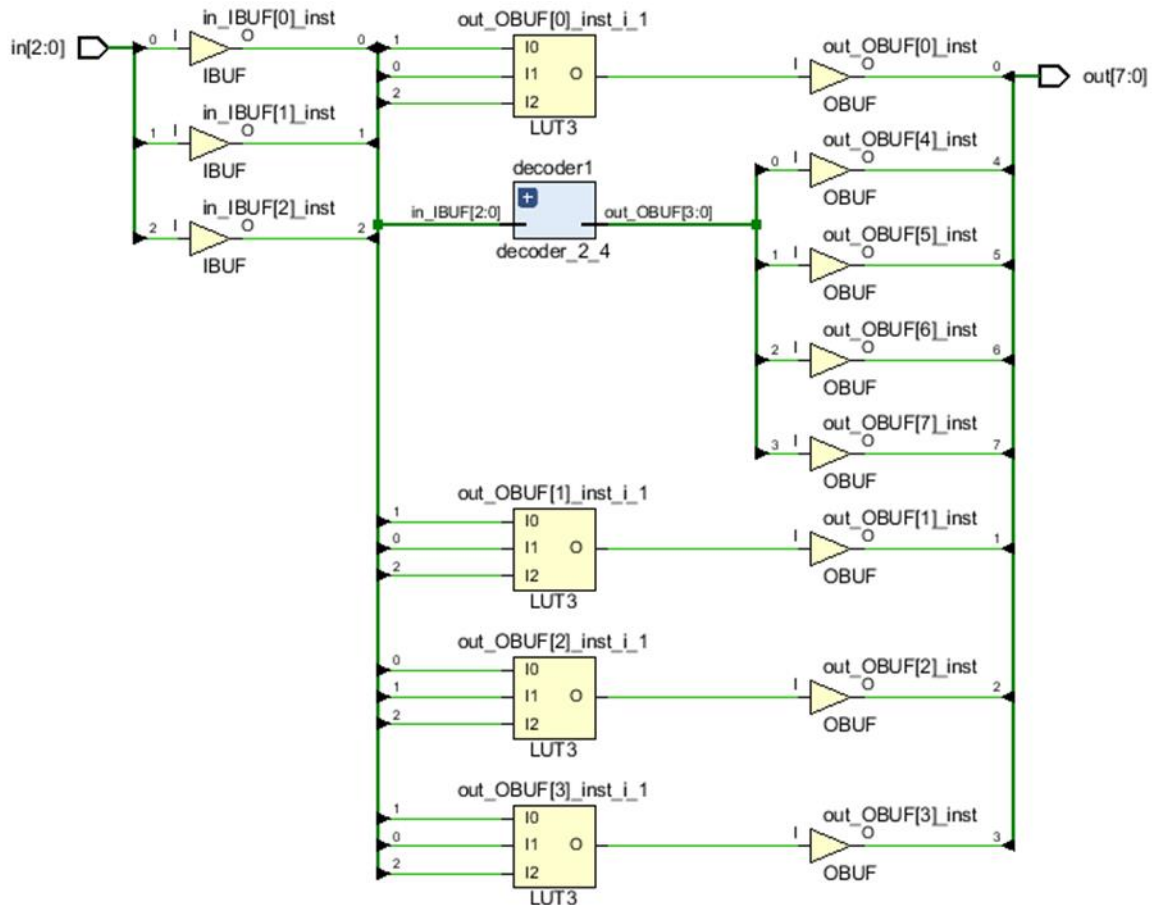 in[2:0]
in_IBUF[0]_inst
0
I
O
0
IBUF
in_IBUF[1]_inst
1
I
O
1
IBUF
in_IBUF[2]_inst
2
I
O
2
IBUF
out_OBUF[0]_inst_i_1
1
I0
0
I1
O
2
I2
LUT3
decoder1
+
in_IBUF[2:0]
out_OBUF[3:0]
decoder_2_4
out_OBUF[0]_inst
I
O
0
OBUF
out[7:0]
out_OBUF[4]_inst
0
I
O
4
OBUF
out_OBUF[5]_inst
1
I
O
5
OBUF
out_OBUF[6]_inst
2
I
O
6
OBUF
out_OBUF[7]_inst
3
I
O
7
OBUF
out_OBUF[1]_inst_i_1
1
I0
0
I1
O
2
I2
LUT3
out_OBUF[1]_inst
I
O
1
OBUF
out_OBUF[2]_inst_i_1
0
I0
1
I1
O
2
I2
LUT3
out_OBUF[2]_inst
I
O
2
OBUF
out_OBUF[3]_inst_i_1
1
I0
0
I1
O
2
I2
LUT3
out_OBUF[3]_inst
I
O
3
OBUF